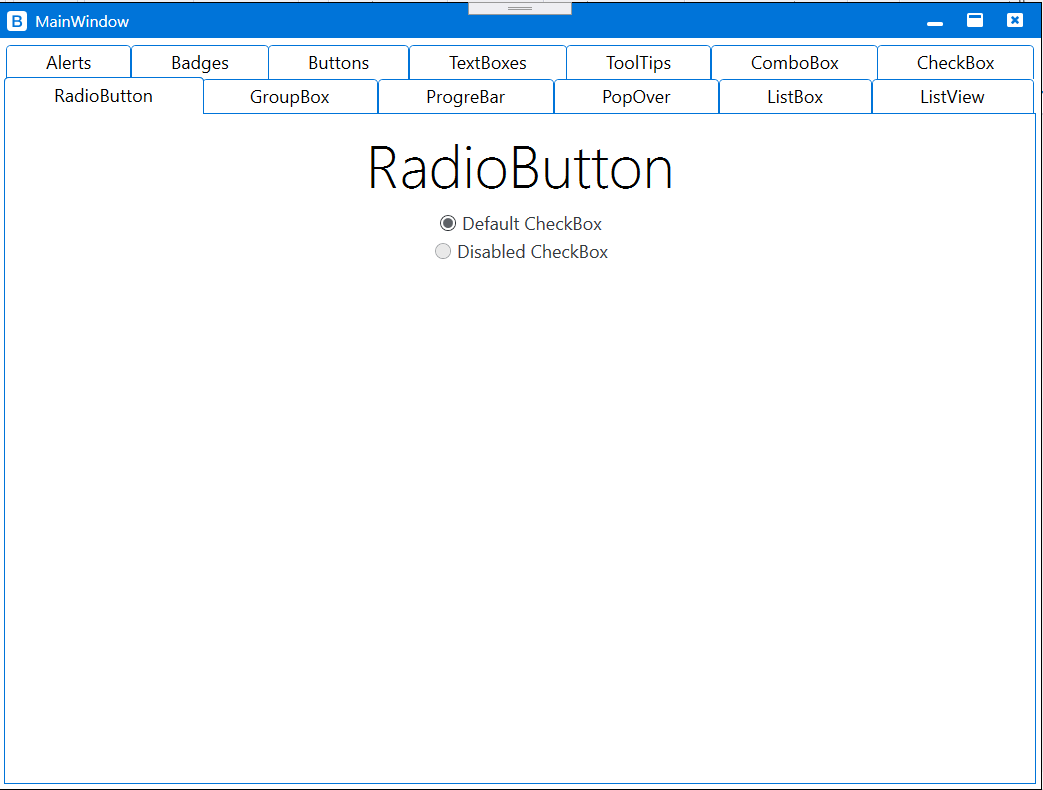 B MainWindow
Alerts Badges Buttons TextBoxes ToolTips ComboBox CheckBox
RadioButton GroupBox ProgreBar PopOver ListBox ListView
RadioButton
Default CheckBox
Disabled CheckBox